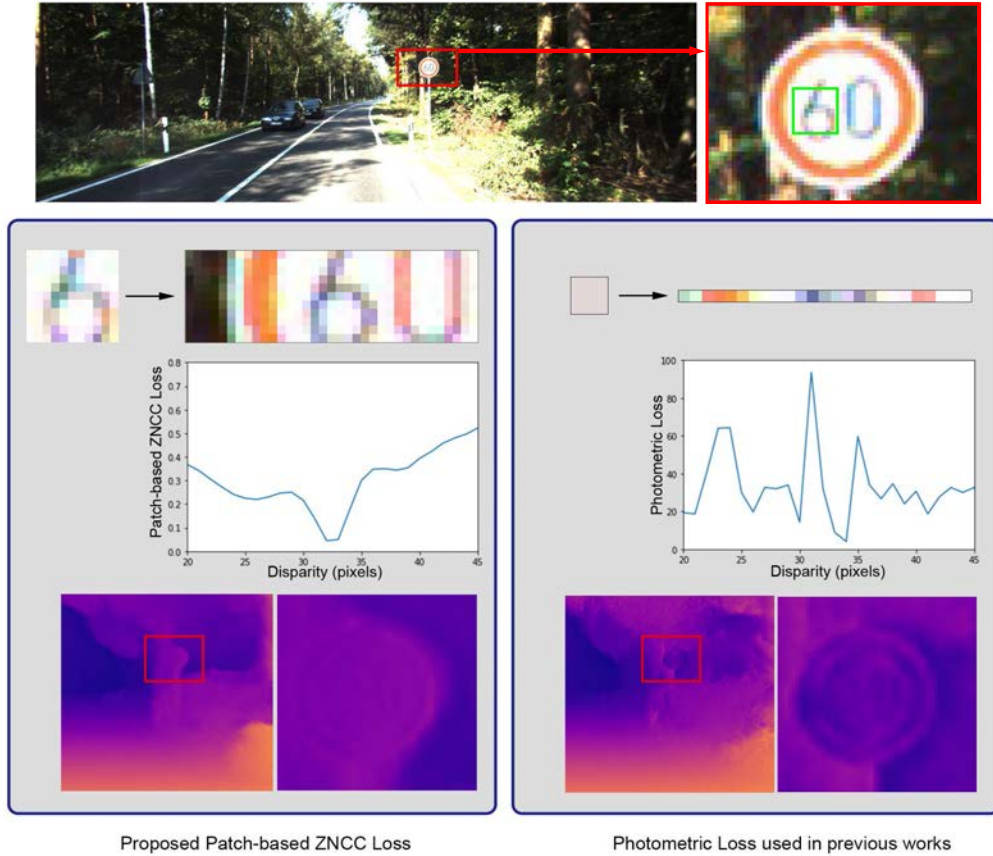 60
60
60
Patch-based ZNCC Loss
0.8
0.7
0.6
0.5
0.4
0.3
0.2
0.1
0.0
20 25 30 35 40 45
Disparity (pixels)
Photometric Loss
100
80
60
40
20
0
20 25 30 35 40 45
Disparity (pixels)
Proposed Patch-based ZNCC Loss
Photometric Loss used in previous works